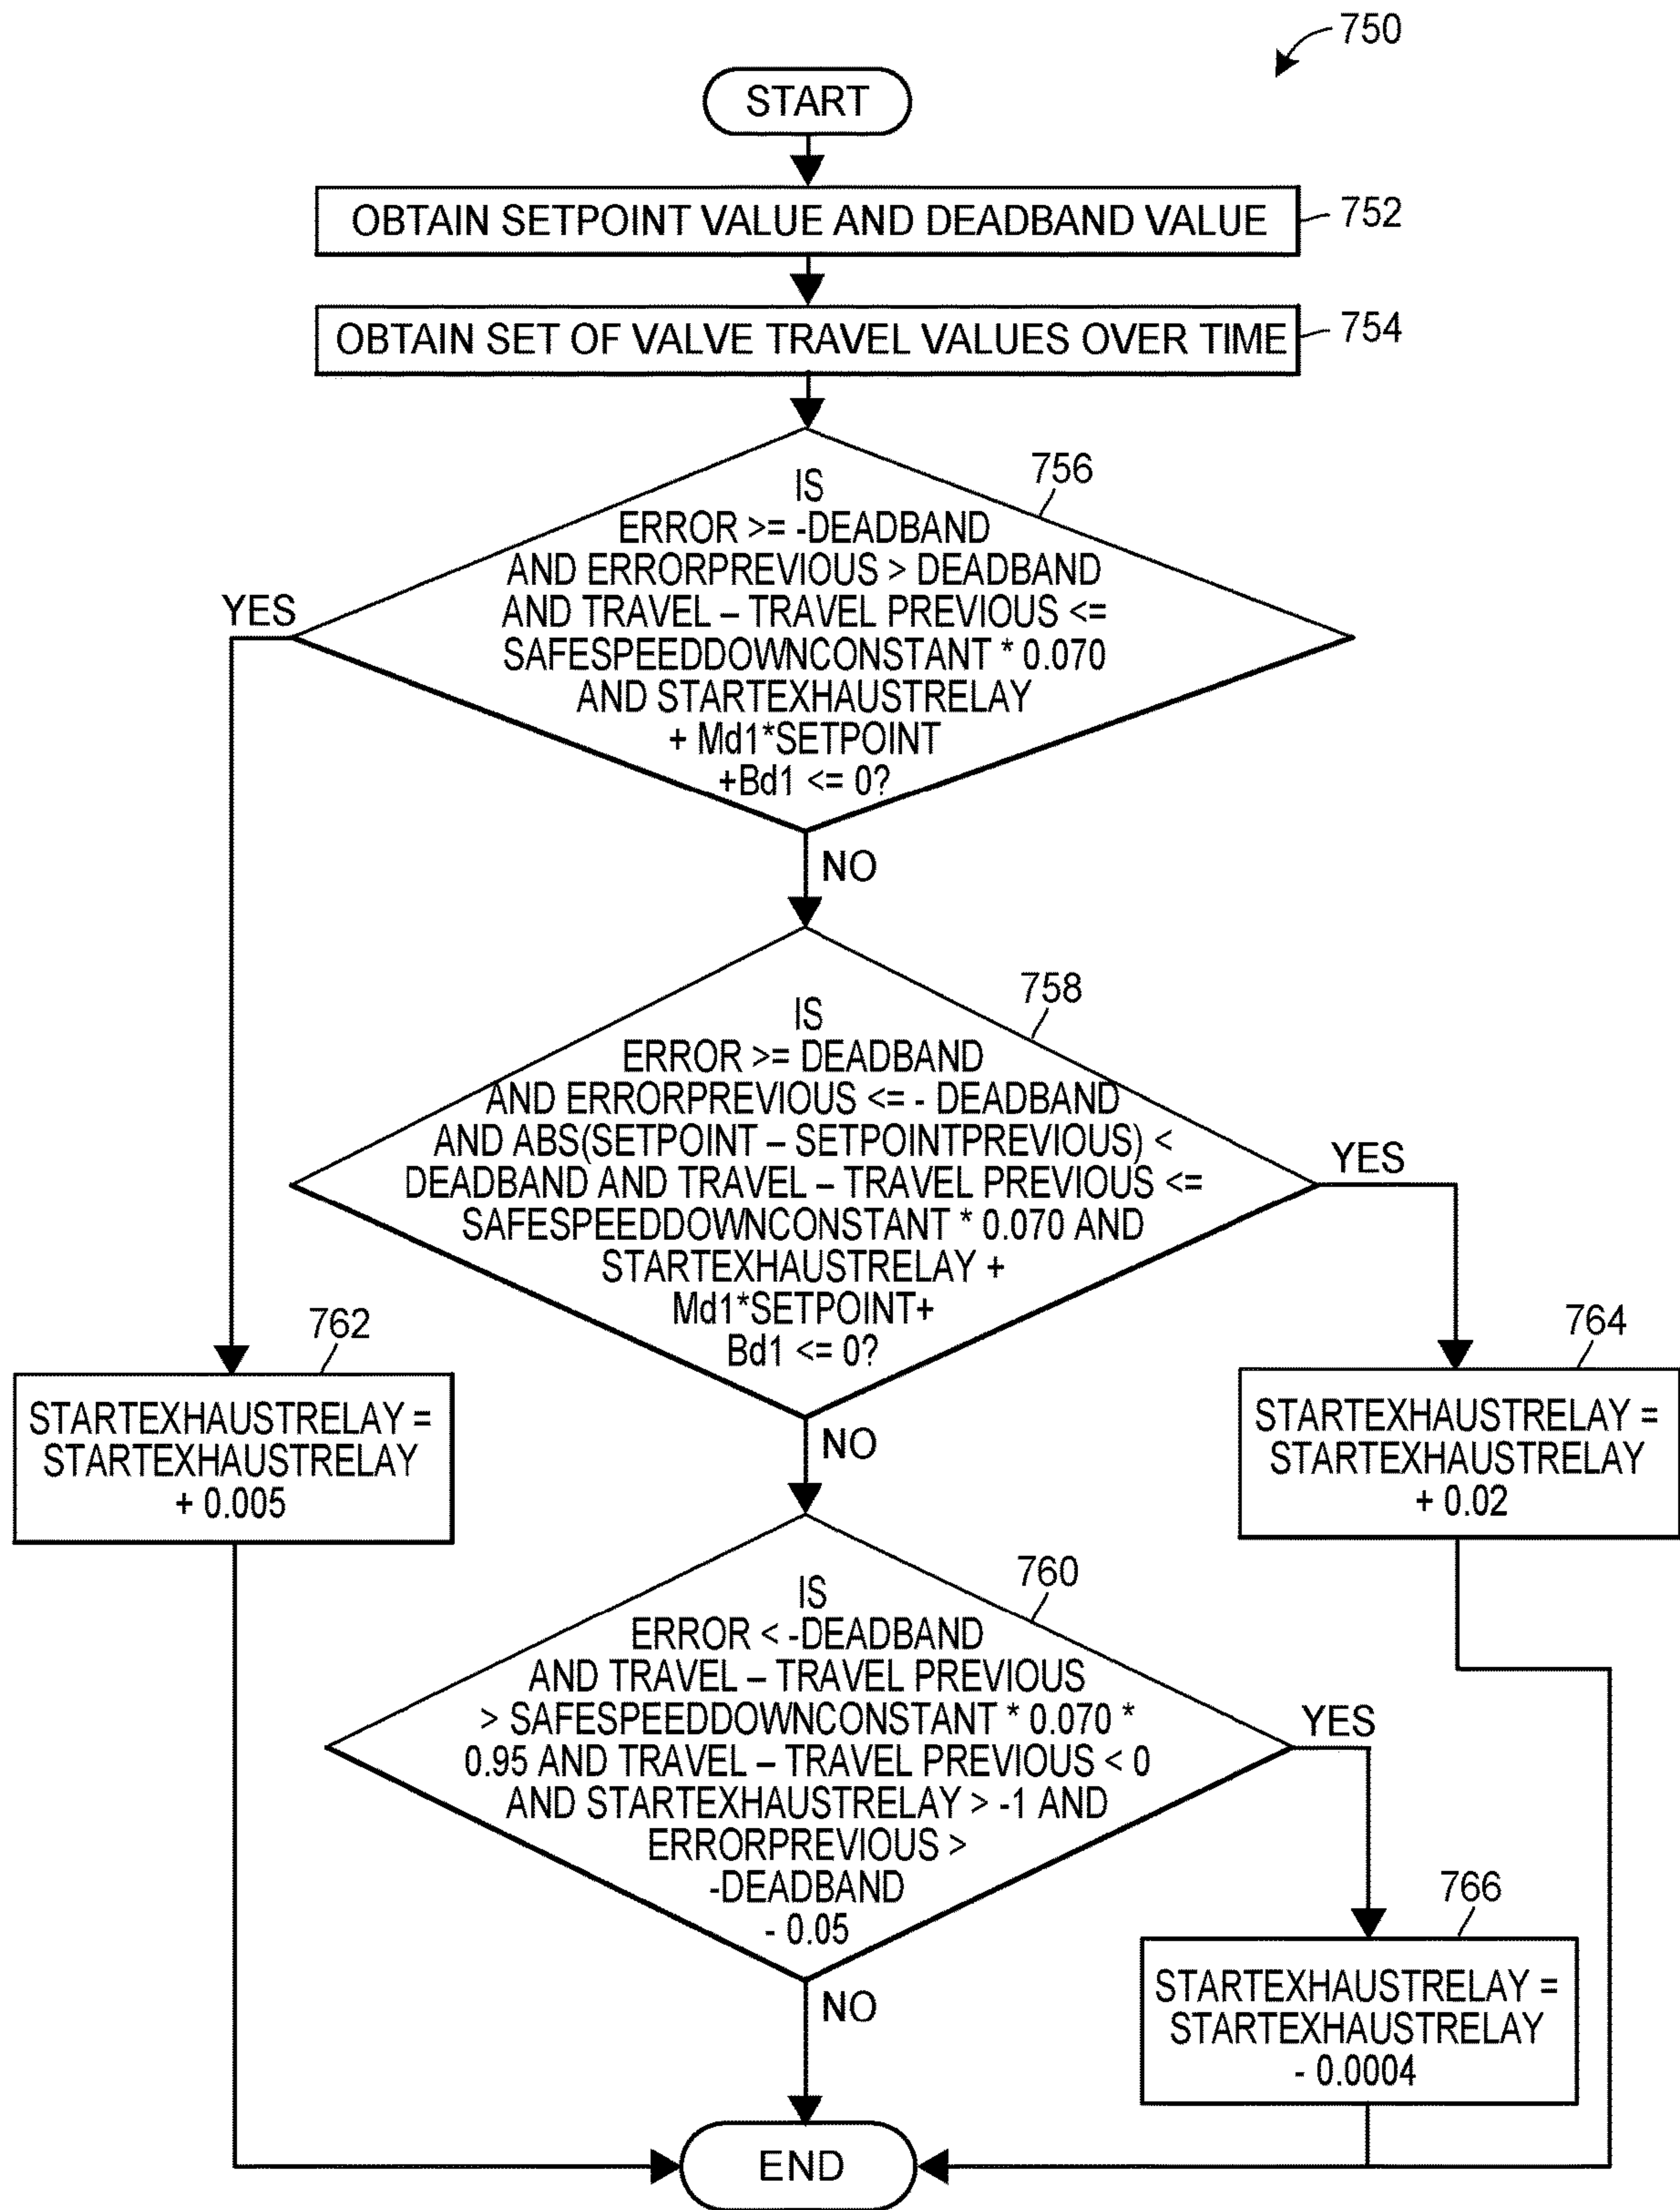 750
START
OBTAIN SETPOINT VALUE AND DEADBAND VALUE
752
OBTAIN SET OF VALVE TRAVEL VALUES OVER TIME
754
756
IS
ERROR >= -DEADBAND
AND ERRORPREVIOUS > DEADBAND
AND TRAVEL – TRAVEL PREVIOUS <=
SAFESPEEDDOWNCONSTANT * 0.070
AND STARTEXHAUSTRELAY
+ Md1*SETPOINT
+Bd1 <= 0?
YES
NO
758
IS
ERROR >= DEADBAND
AND ERRORPREVIOUS <= - DEADBAND
AND ABS(SETPOINT – SETPOINTPREVIOUS) <
DEADBAND AND TRAVEL – TRAVEL PREVIOUS <=
SAFESPEEDDOWNCONSTANT * 0.070 AND
STARTEXHAUSTRELAY +
Md1*SETPOINT+
Bd1 <= 0?
YES
NO
762
STARTEXHAUSTRELAY =
STARTEXHAUSTRELAY
+ 0.005
764
STARTEXHAUSTRELAY =
STARTEXHAUSTRELAY
+ 0.02
760
IS
ERROR < -DEADBAND
AND TRAVEL – TRAVEL PREVIOUS
> SAFESPEEDDOWNCONSTANT * 0.070 *
0.95 AND TRAVEL – TRAVEL PREVIOUS < 0
AND STARTEXHAUSTRELAY > -1 AND
ERRORPREVIOUS >
-DEADBAND
- 0.05
YES
NO
766
STARTEXHAUSTRELAY =
STARTEXHAUSTRELAY
- 0.0004
END